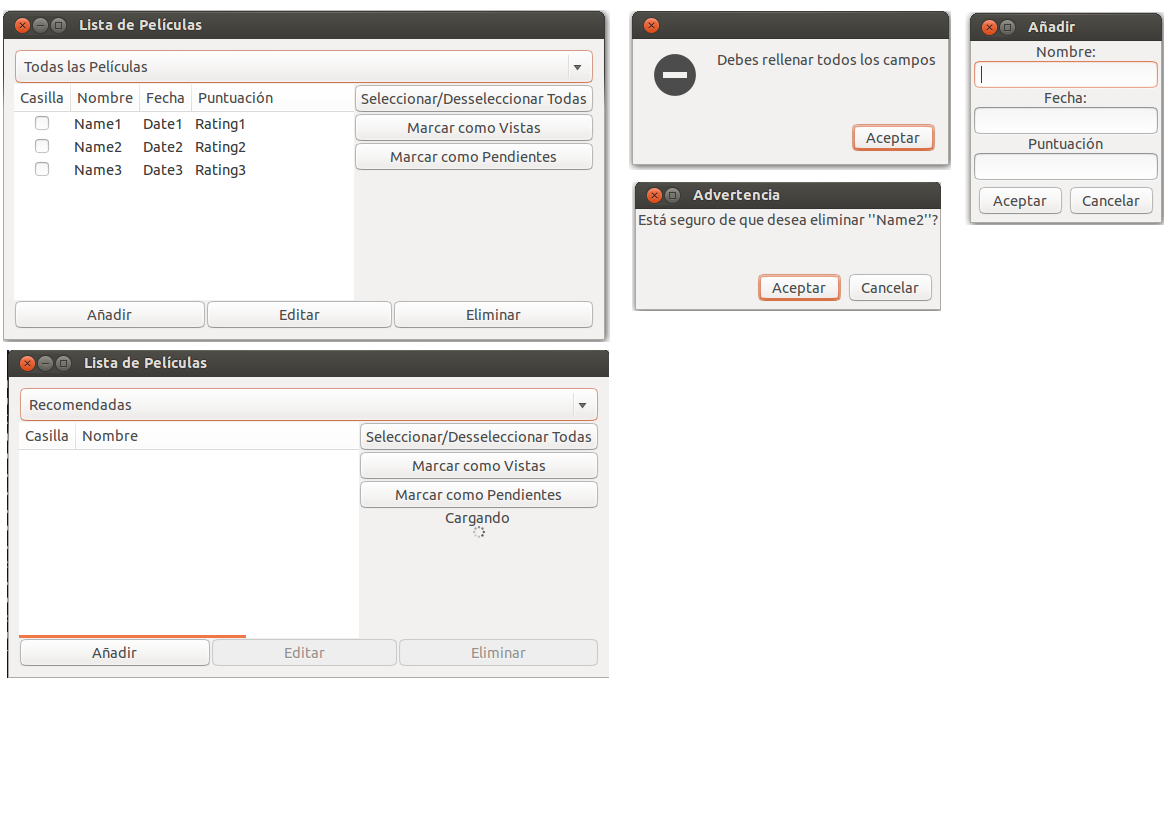 Lista de Películas
Todas las Películas
Casilla Nombre Fecha Puntuación
Name1 Date1 Rating1
Name2 Date2 Rating2
Name3 Date3 Rating3
Seleccionar/Desseleccionar Todas
Marcar como Vistas
Marcar como Pendientes
Añadir Editar Eliminar
Debes rellenar todos los campos
Aceptar
Advertencia
Está seguro de que desea eliminar ''Name2''?
Aceptar Cancelar
Añadir
Nombre:
Fecha:
Puntuación
Aceptar Cancelar
Lista de Películas
Recomendadas
Casilla Nombre
Seleccionar/Desseleccionar Todas
Marcar como Vistas
Marcar como Pendientes
Cargando
Añadir Editar Eliminar